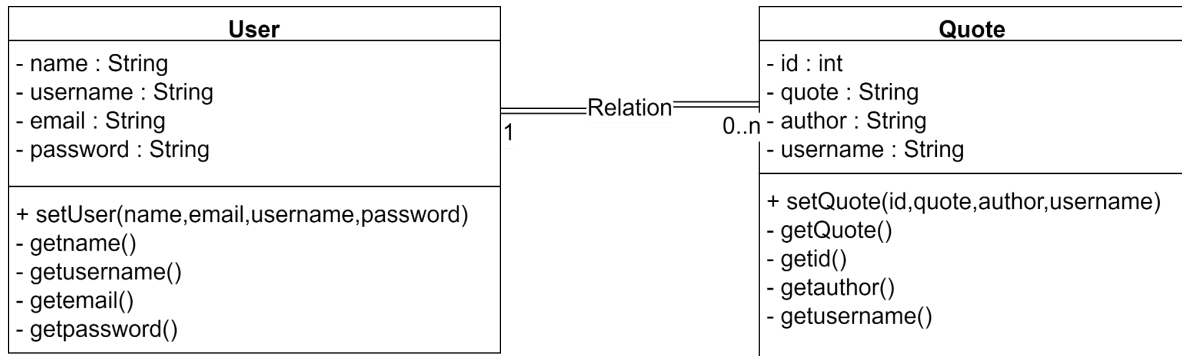 User
- name : String
- username : String
- email : String
- password : String
+ setUser(name,email,username,password)
- getname()
- getusername()
- getemail()
- getpassword()
1
Relation
0..n
Quote
- id : int
- quote : String
- author : String
- username : String
+ setQuote(id,quote,author,username)
- getQuote()
- getid()
- getauthor()
- getusername()